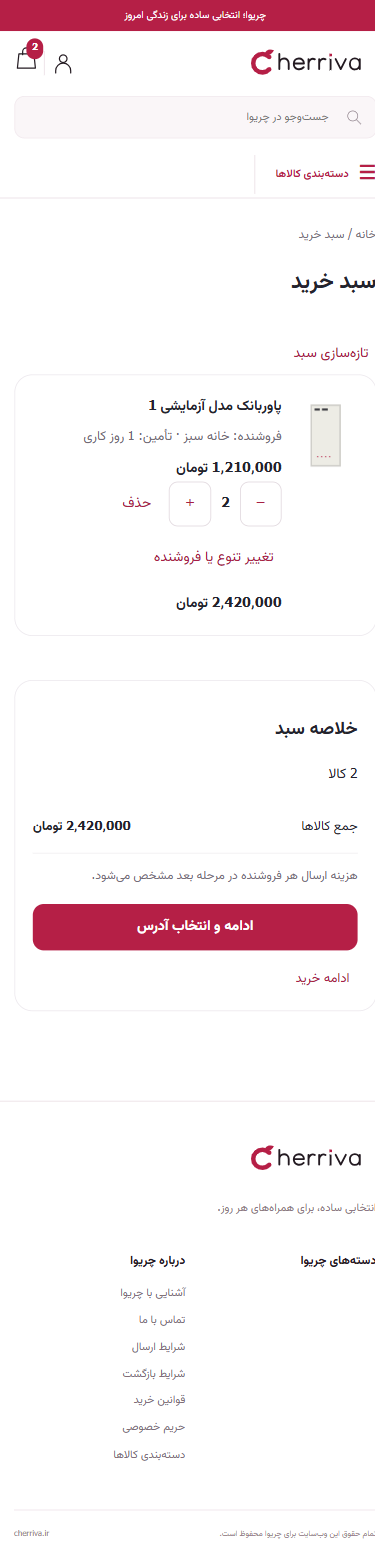 چریوا؛ انتخابی ساده برای زندگی امروز
2
Cherriva
جست‌وجو در چریوا
دسته‌بندی کالاها
خانه / سبد خرید
سبد خرید
تازه‌سازی سبد
پاوربانک مدل آزمایشی 1
فروشنده: خانه سبز · تأمین: 1 روز کاری
1,210,000 تومان
− 2 + حذف
تغییر تنوع یا فروشنده
2,420,000 تومان
خلاصه سبد
2 کالا
جمع کالاها 2,420,000 تومان
هزینه ارسال هر فروشنده در مرحله بعد مشخص می‌شود.
ادامه و انتخاب آدرس
ادامه خرید
Cherriva
انتخابی ساده، برای همراه‌های هر روز.
دسته‌های چریوا
درباره چریوا
آشنایی با چریوا
تماس با ما
شرایط ارسال
شرایط بازگشت
قوانین خرید
حریم خصوصی
دسته‌بندی کالاها
تمام حقوق این وب‌سایت برای چریوا محفوظ است.
cherriva.ir